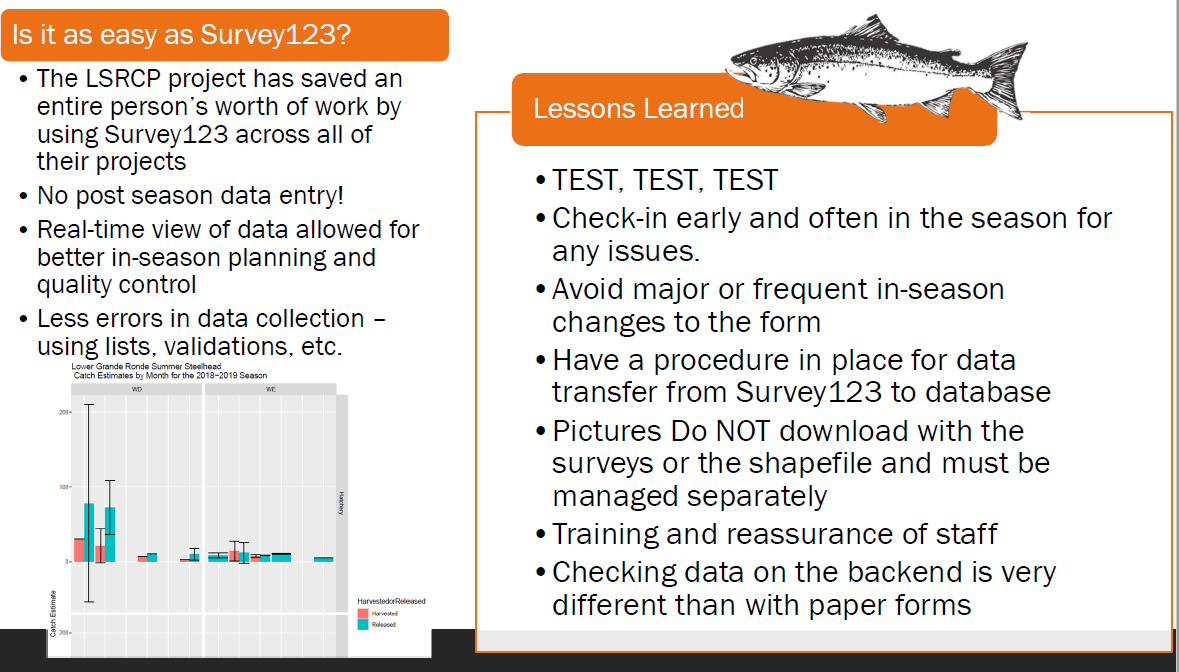 Is it as easy as Survey123?
• The LSRCP project has saved an
entire person's worth of work by
using Survey123 across all of
their projects
• No post season data entry!
• Real-time view of data allowed for
better in-season planning and
quality control
• Less errors in data collection –
using lists, validations, etc.
Lower Grande Ronde Summer Steelhead
Catch Estimates by Month for the 2018−2019 Season
WD
WE
200
100
0
200
Hatchery
Catch Estimate
HarvestedorReleased
Harvested
Released
Lessons Learned
• TEST, TEST, TEST
• Check-in early and often in the season for
any issues.
• Avoid major or frequent in-season
changes to the form
• Have a procedure in place for data
transfer from Survey123 to database
• Pictures Do NOT download with the
surveys or the shapefile and must be
managed separately
• Training and reassurance of staff
• Checking data on the backend is very
different than with paper forms